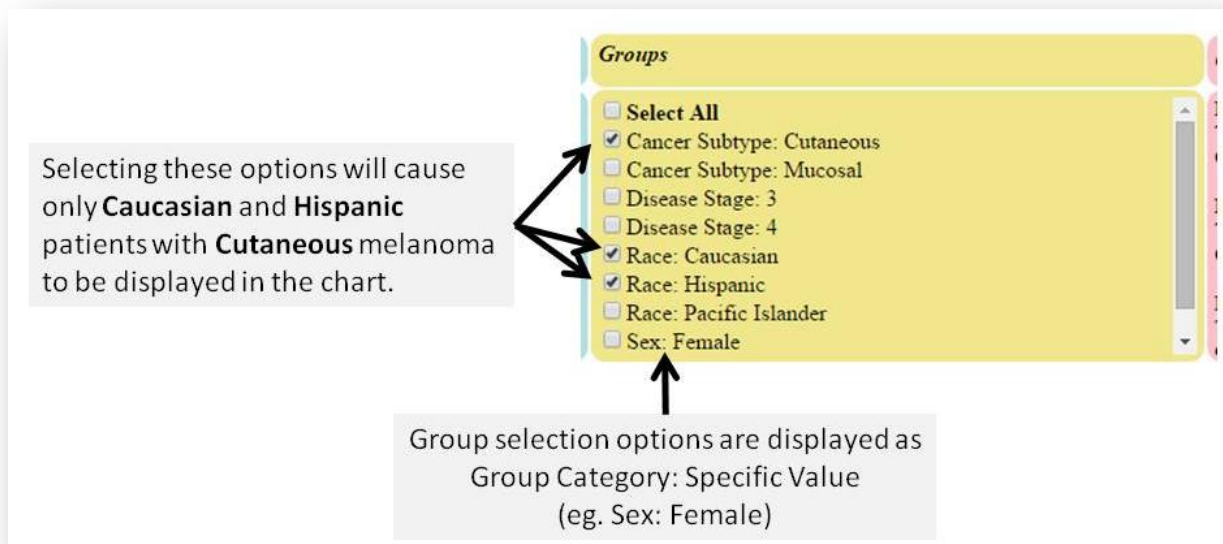 Groups
Select All
Cancer Subtype: Cutaneous
Cancer Subtype: Mucosal
Disease Stage: 3
Disease Stage: 4
Race: Caucasian
Race: Hispanic
Race: Pacific Islander
Sex: Female
Selecting these options will cause
only Caucasian and Hispanic
patients with Cutaneous melanoma
to be displayed in the chart.
Group selection options are displayed as
Group Category: Specific Value
(eg. Sex: Female)